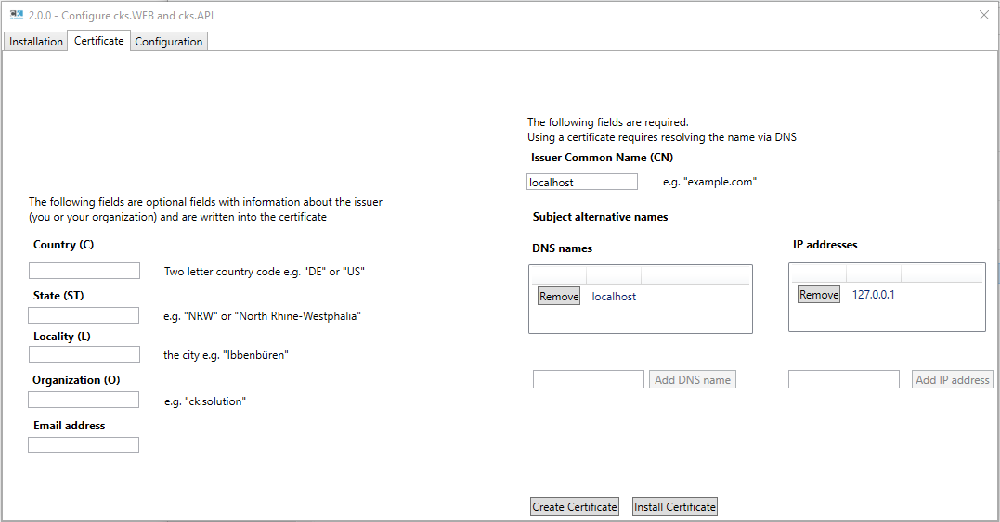 2.0.0 - Configure cks.WEB and cks.API
Installation
Certificate
Configuration
The following fields are optional fields with information about the issuer
(you or your organization) and are written into the certificate
Country (C)
Two letter country code e.g. "DE" or "US"
State (ST)
e.g. "NRW" or "North Rhine-Westphalia"
Locality (L)
the city e.g. "Ibbenbüren"
Organization (O)
e.g. "ck.solution"
Email address
The following fields are required.
Using a certificate requires resolving the name via DNS
Issuer Common Name (CN)
localhost
e.g. "example.com"
Subject alternative names
DNS names
Remove
localhost
Add DNS name
IP addresses
Remove
127.0.0.1
Add IP address
Create Certificate
Install Certificate